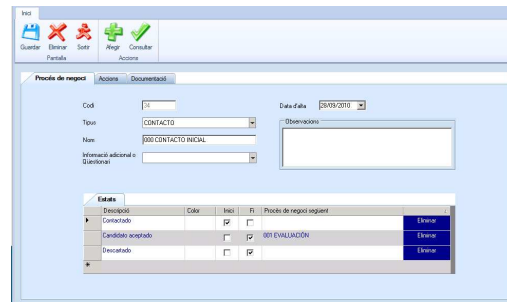 Inici
Guardar Eliminar Sortir Afegir Consultar
Pantalla Accions
Procés de negoci Accions Documentació
Codi 34 Data d'alta 28/09/2010
Tipus CONTACTO Observacions
Nom 000 CONTACTO INICIAL
Informació adicional o
Qüestionari
Estats
Descripció Color Inici Fi Procés de negoci següent
Contactado Eliminar
Candidato aceptado 001 EVALUACIÓN Eliminar
Descartado Eliminar